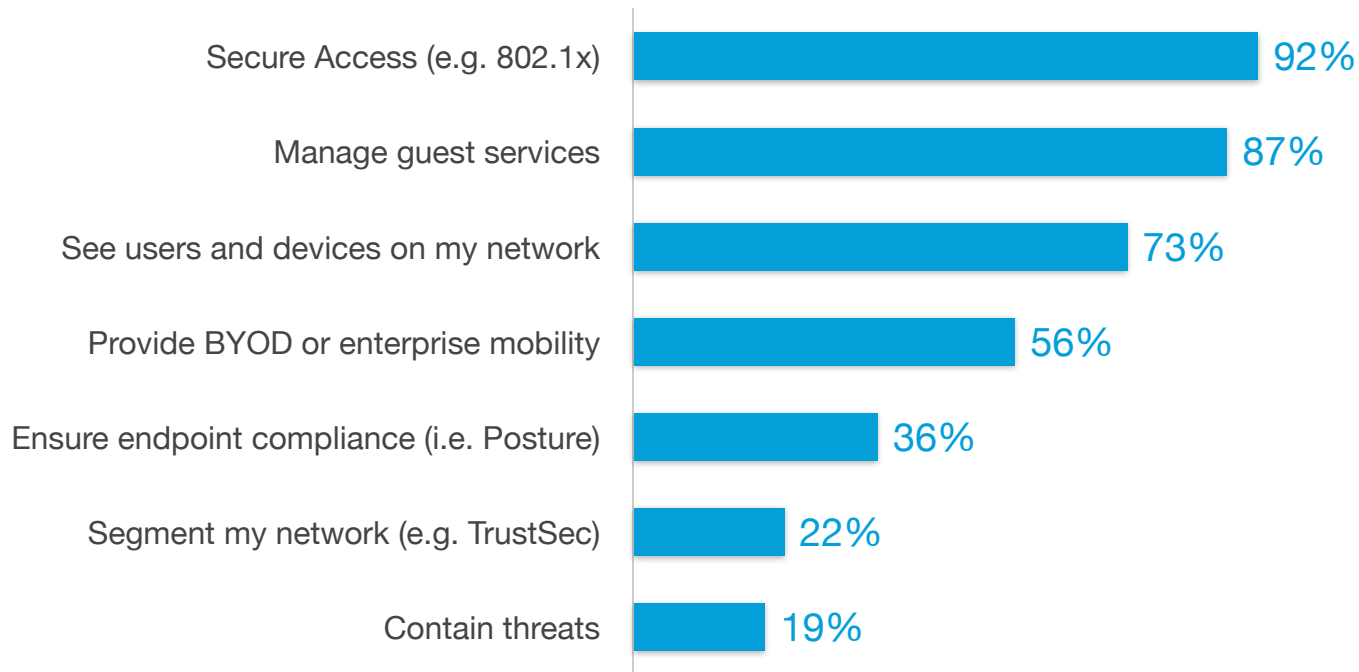 Secure Access (e.g. 802.1x) 92%
Manage guest services 87%
See users and devices on my network 73%
Provide BYOD or enterprise mobility 56%
Ensure endpoint compliance (i.e. Posture) 36%
Segment my network (e.g. TrustSec) 22%
Contain threats 19%